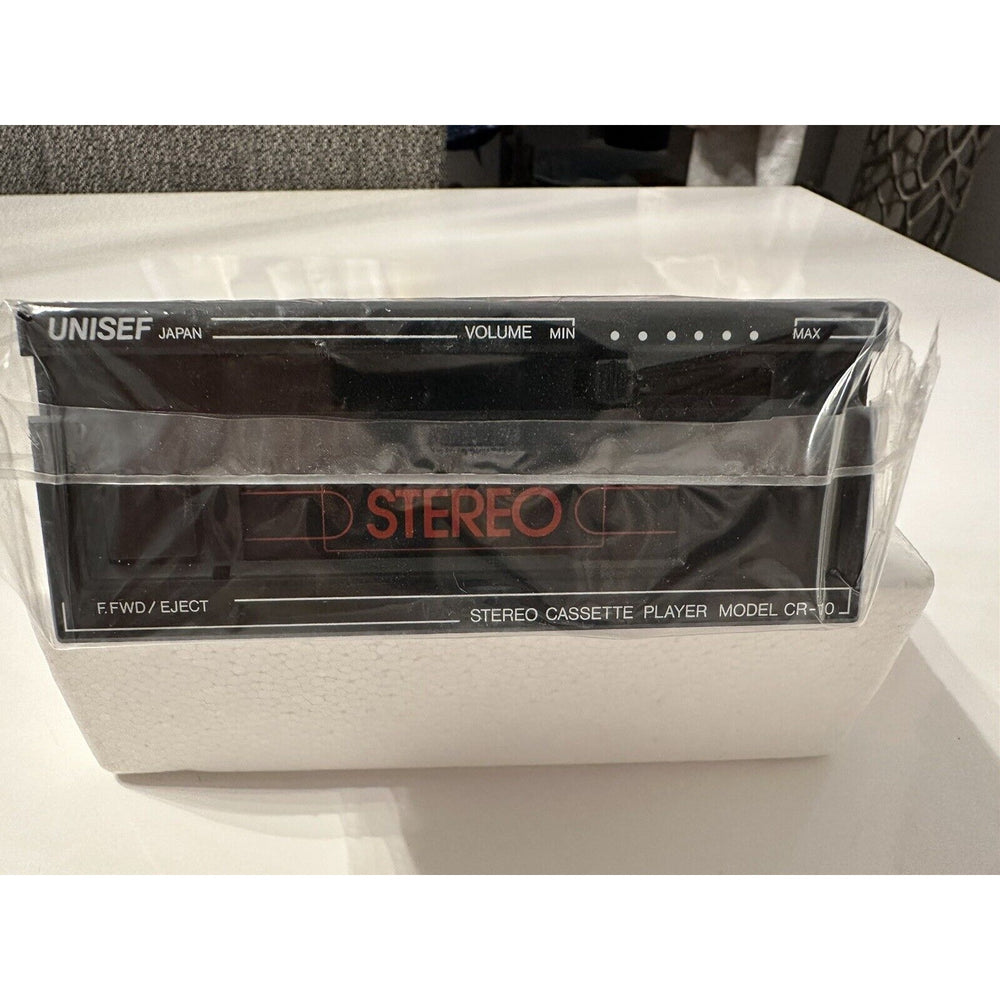 UNISEF JAPAN VOLUME MIN MAX
STEREO
F.FWD/EJECT
STEREO CASSETTE PLAYER MODEL CR-10